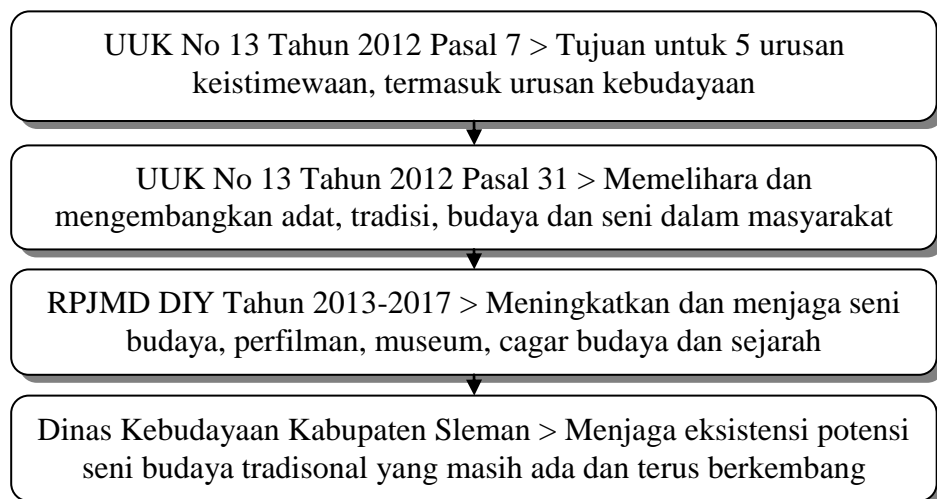 UUK No 13 Tahun 2012 Pasal 7 > Tujuan untuk 5 urusan
keistimewaan, termasuk urusan kebudayaan
UUK No 13 Tahun 2012 Pasal 31 > Memelihara dan
mengembangkan adat, tradisi, budaya dan seni dalam masyarakat
RPJMD DIY Tahun 2013-2017 > Meningkatkan dan menjaga seni
budaya, perfilman, museum, cagar budaya dan sejarah
Dinas Kebudayaan Kabupaten Sleman > Menjaga eksistensi potensi
seni budaya tradisonal yang masih ada dan terus berkembang